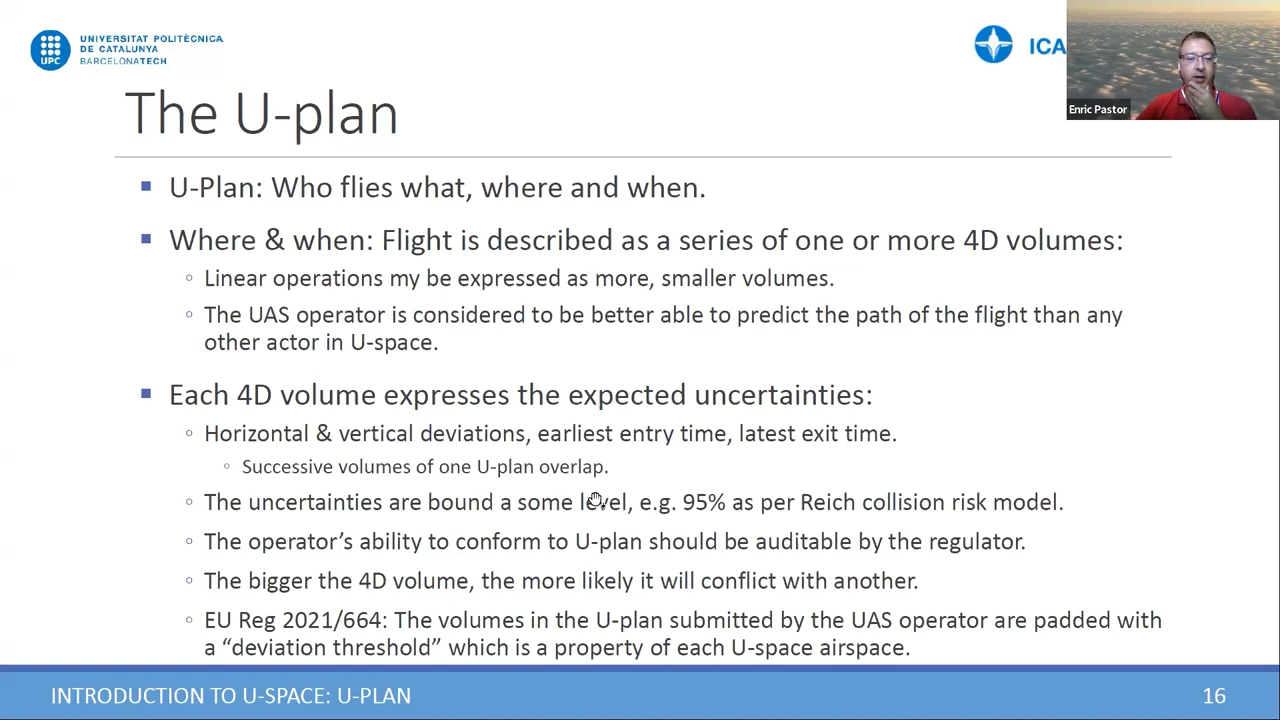 UNIVERSITAT POLITÈCNICA
DE CATALUNYA
BARCELONATECH
UPC
ICA
Enric Pastor
The U-plan
U-Plan: Who flies what, where and when.
Where & when: Flight is described as a series of one or more 4D volumes:
Linear operations my be expressed as more, smaller volumes.
The UAS operator is considered to be better able to predict the path of the flight than any
other actor in U-space.
Each 4D volume expresses the expected uncertainties:
Horizontal & vertical deviations, earliest entry time, latest exit time.
Successive volumes of one U-plan overlap.
The uncertainties are bound a some level, e.g. 95% as per Reich collision risk model.
The operator’s ability to conform to U-plan should be auditable by the regulator.
The bigger the 4D volume, the more likely it will conflict with another.
EU Reg 2021/664: The volumes in the U-plan submitted by the UAS operator are padded with
a “deviation threshold” which is a property of each U-space airspace.
INTRODUCTION TO U-SPACE: U-PLAN
16